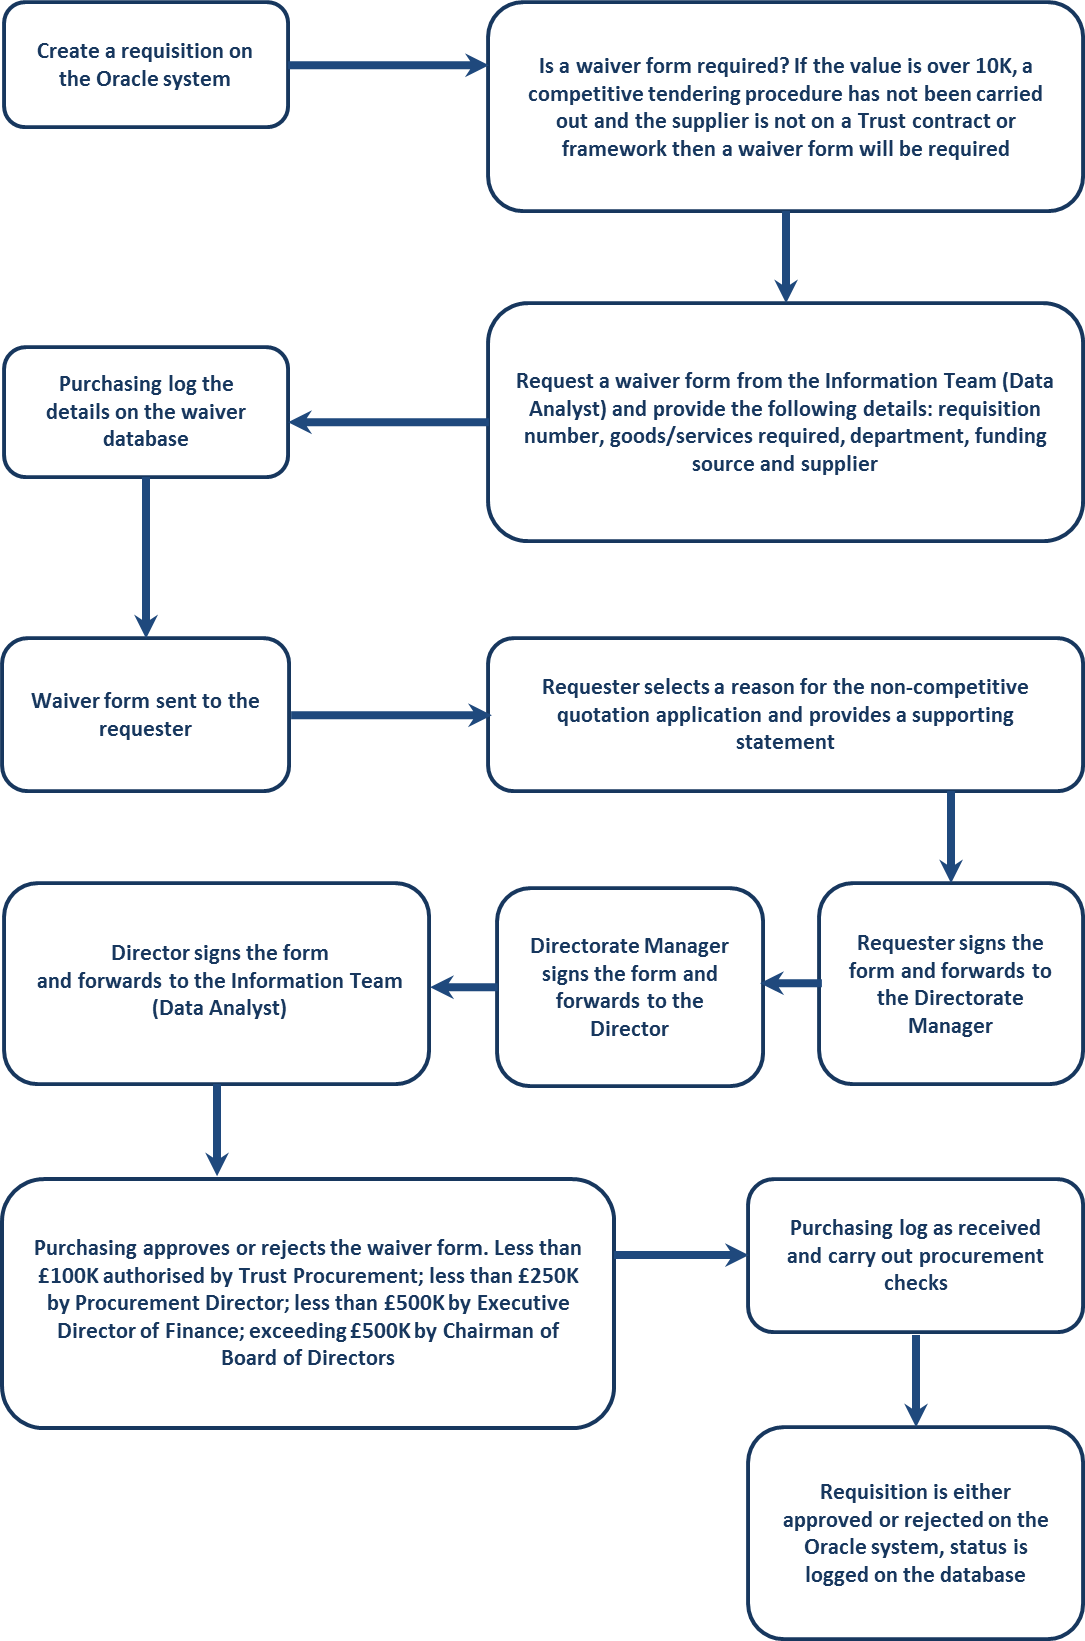 Create a requisition on
the Oracle system
Is a waiver form required? If the value is over 10K, a
competitive tendering procedure has not been carried
out and the supplier is not on a Trust contract or
framework then a waiver form will be required
Request a waiver form from the Information Team (Data
Analyst) and provide the following details: requisition
number, goods/services required, department, funding
source and supplier
Purchasing log the
details on the waiver
database
Waiver form sent to the
requester
Requester selects a reason for the non-competitive
quotation application and provides a supporting
statement
Requester signs the
form and forwards to
the Directorate
Manager
Directorate Manager
signs the form and
forwards to the
Director
Director signs the form
and forwards to the Information Team
(Data Analyst)
Purchasing approves or rejects the waiver form. Less than
£100K authorised by Trust Procurement; less than £250K
by Procurement Director; less than £500K by Executive
Director of Finance; exceeding £500K by Chairman of
Board of Directors
Purchasing log as received
and carry out procurement
checks
Requisition is either
approved or rejected on the
Oracle system, status is
logged on the database